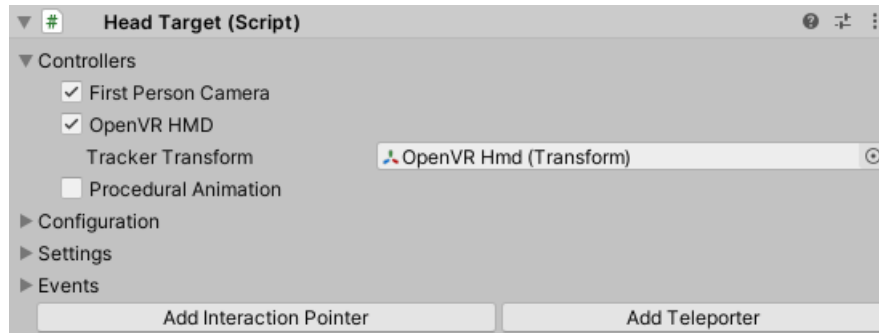 # Head Target (Script)
Controllers
First Person Camera
OpenVR HMD
Tracker Transform OpenVR Hmd (Transform)
Procedural Animation
Configuration
Settings
Events
Add Interaction Pointer Add Teleporter